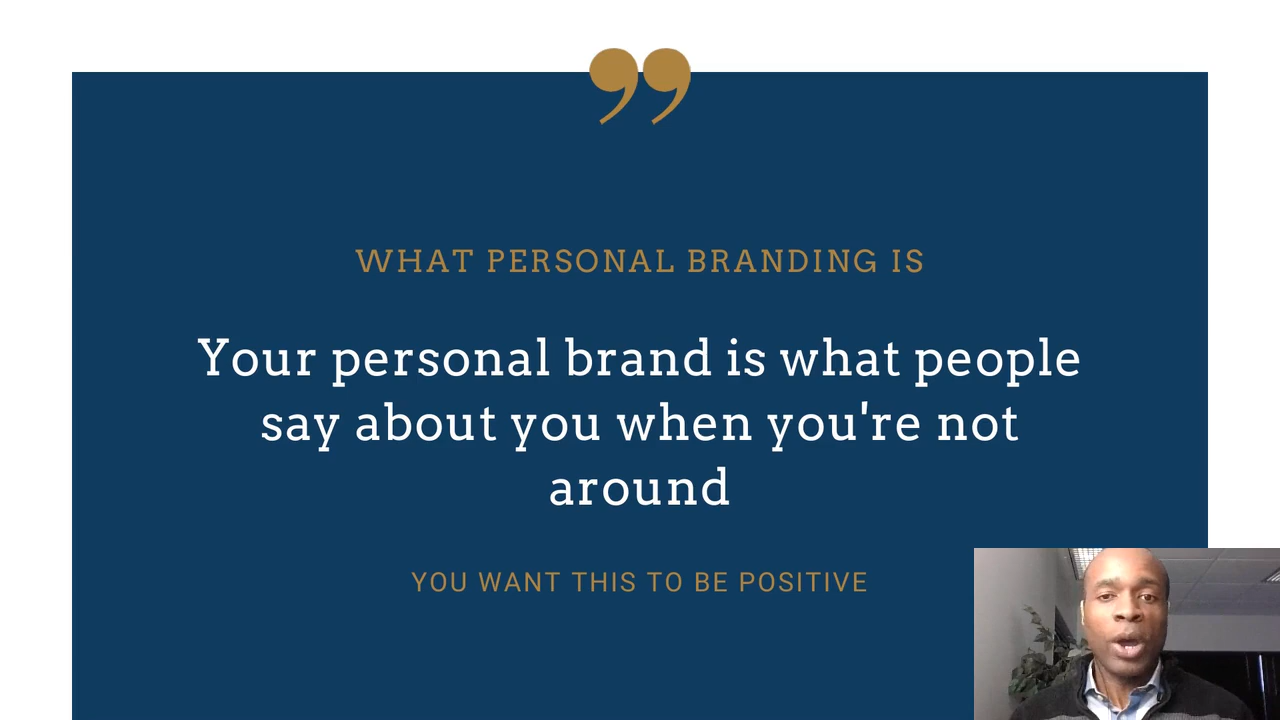 ”
WHAT PERSONAL BRANDING IS
Your personal brand is what people
say about you when you're not
around
YOU WANT THIS TO BE POSITIVE